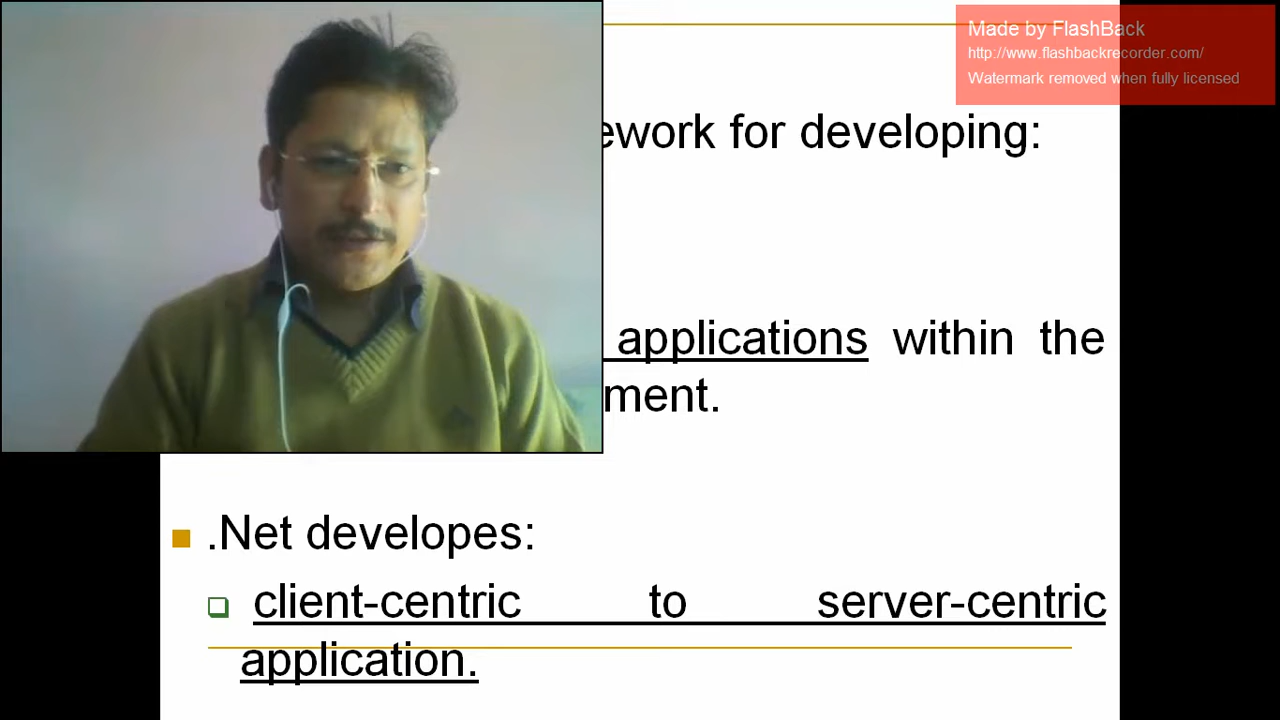 Made by FlashBack
http://www.flashbackrecorder.com/
Watermark removed when fully licensed
ework for developing:
applications within the
ment.
.Net developes:
client-centric to server-centric
application.